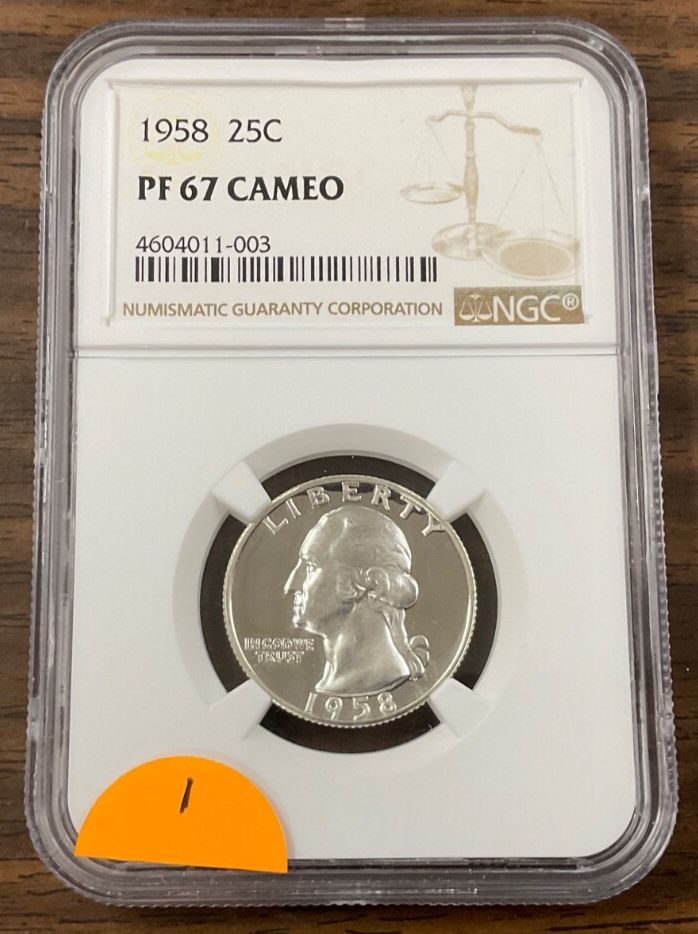 1958 25C
PF 67 CAMEO
4604011-003
NUMISMATIC GUARANTY CORPORATION
NGC®
LIBERTY
IN GOD WE
TRUST
1958
1